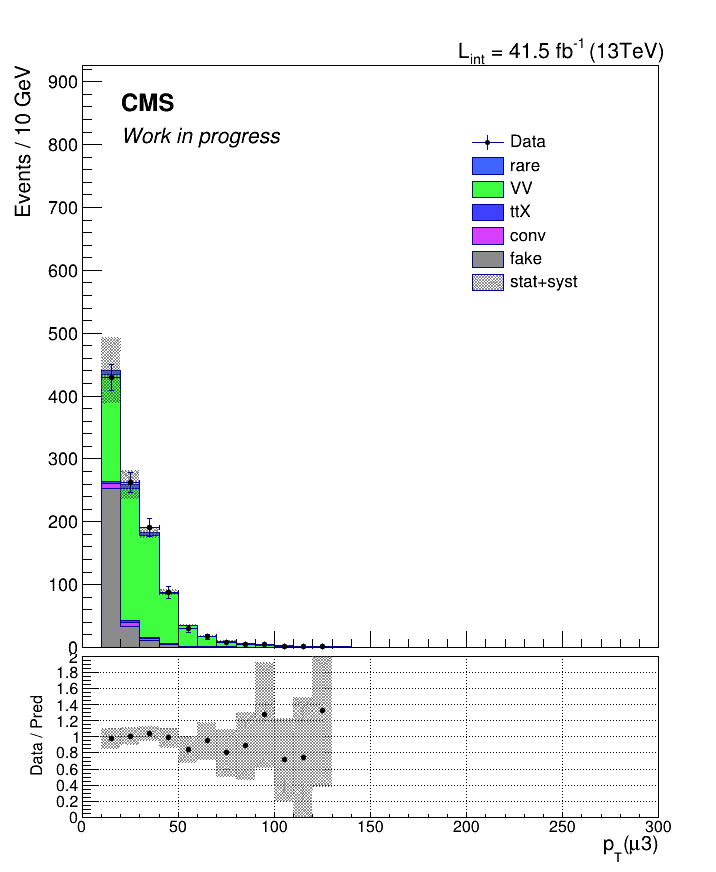 L_int = 41.5 fb^-1 (13TeV)
Events / 10 GeV
900
800
700
600
500
400
300
200
100
0
CMS
Work in progress
Data
rare
VV
ttX
conv
fake
stat+syst
Data / Pred
2
1.8
1.6
1.4
1.2
1
0.8
0.6
0.4
0.2
0
0 50 100 150 200 250 300
p_T(μ3)